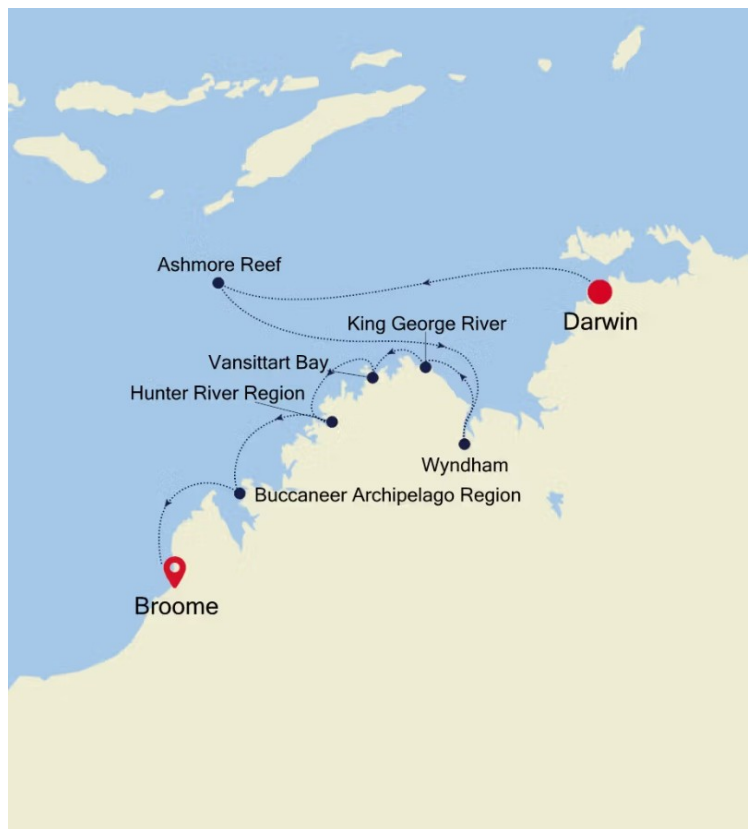 Ashmore Reef
Darwin
King George River
Vansittart Bay
Hunter River Region
Wyndham
Buccaneer Archipelago Region
Broome